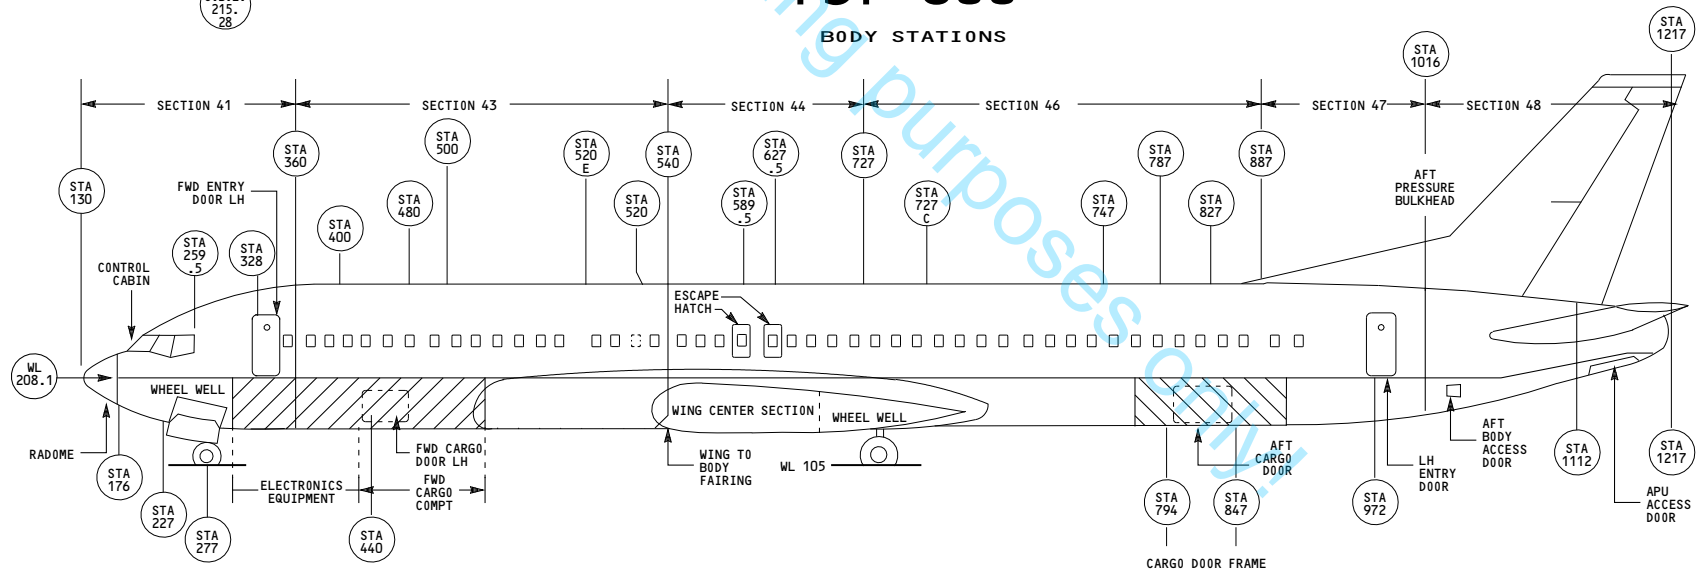 215.
28
BODY STATIONS
STA
1217
STA
1016
SECTION 41
SECTION 43
SECTION 44
SECTION 46
SECTION 47
SECTION 48
STA
360
STA
500
STA
520
E
STA
540
STA
627
.5
STA
727
STA
787
STA
887
STA
130
FWD ENTRY
DOOR LH
STA
400
STA
480
STA
520
STA
589
.5
STA
727
C
STA
747
STA
827
AFT
PRESSURE
BULKHEAD
STA
259
.5
STA
328
CONTROL
CABIN
ESCAPE
HATCH
WL
208.1
WHEEL WELL
WING CENTER SECTION
WHEEL WELL
RADOME
STA
176
STA
227
STA
277
ELECTRONICS
EQUIPMENT
FWD CARGO
DOOR LH
FWD
CARGO
COMPT
STA
440
WING TO
BODY
FAIRING
WL 105
AFT
CARGO
DOOR
STA
794
STA
847
CARGO DOOR FRAME
STA
972
LH
ENTRY
DOOR
AFT
BODY
ACCESS
DOOR
STA
1112
STA
1217
APU
ACCESS
DOOR
purposes only!